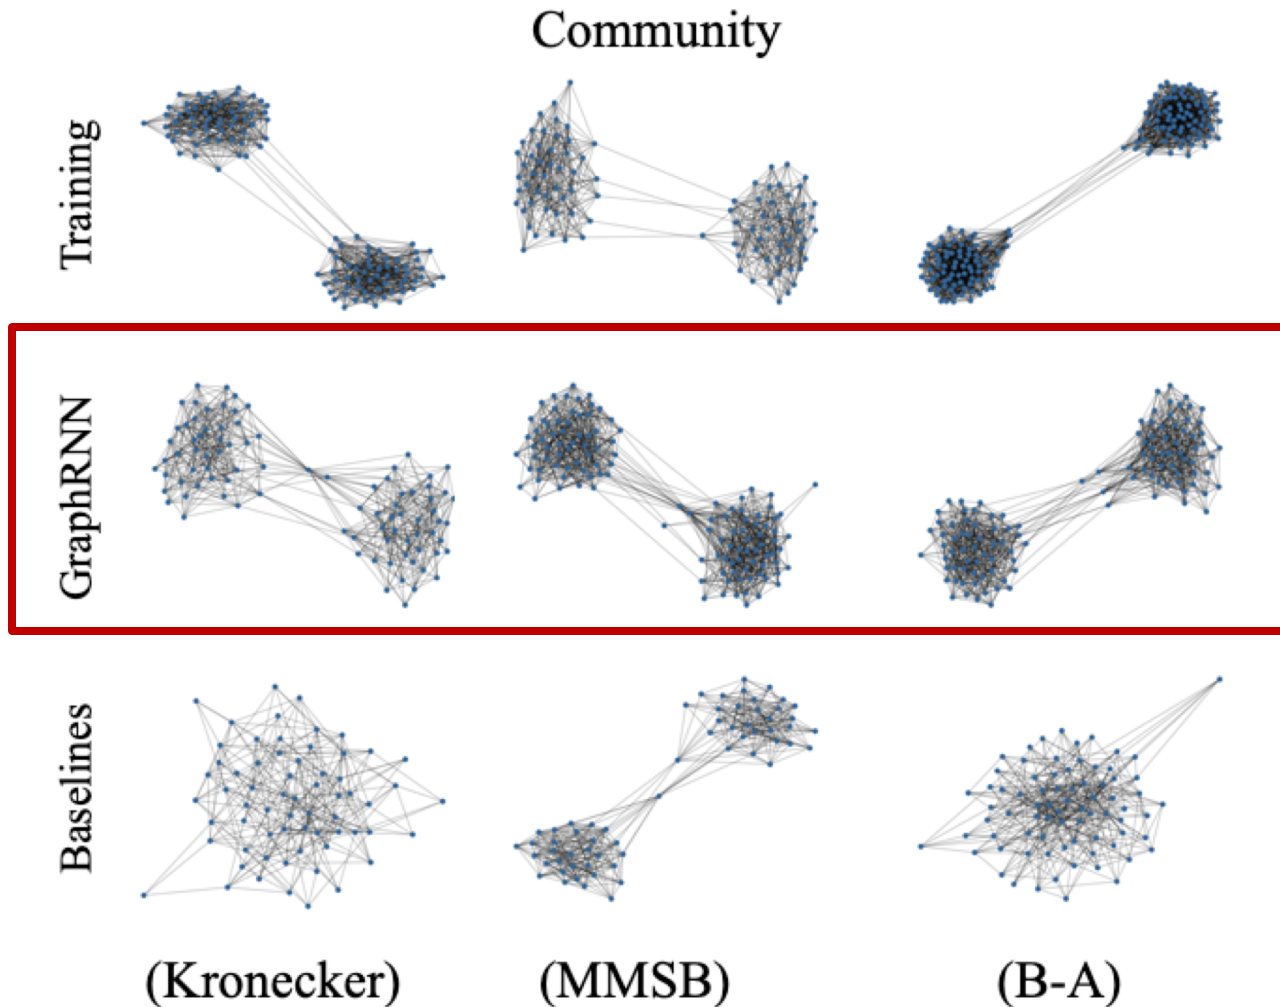 Community
Training
GraphRNN
Baselines
(Kronecker)
(MMSB)
(B-A)